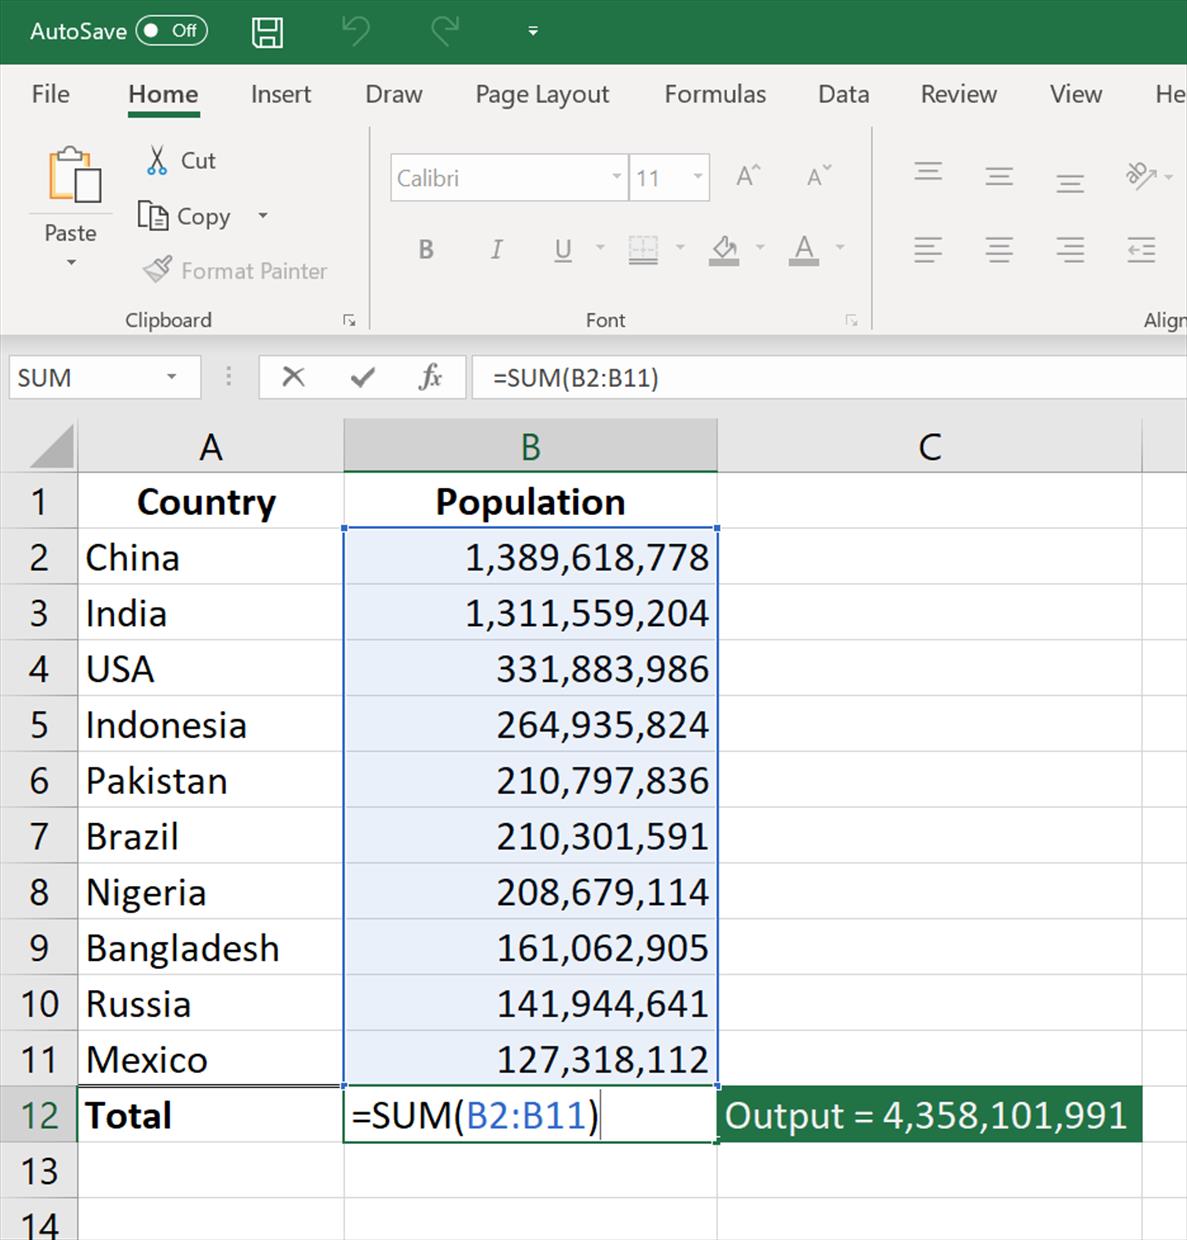 AutoSave Off
File Home Insert Draw Page Layout Formulas Data Review View He
Paste
Cut
Copy
Format Painter
Clipboard
Calibri 11 A A
B I U A
Font
Align
SUM fx =SUM(B2:B11)
A B C
1 Country Population
2 China 1,389,618,778
3 India 1,311,559,204
4 USA 331,883,986
5 Indonesia 264,935,824
6 Pakistan 210,797,836
7 Brazil 210,301,591
8 Nigeria 208,679,114
9 Bangladesh 161,062,905
10 Russia 141,944,641
11 Mexico 127,318,112
12 Total =SUM(B2:B11) Output = 4,358,101,991
13
14